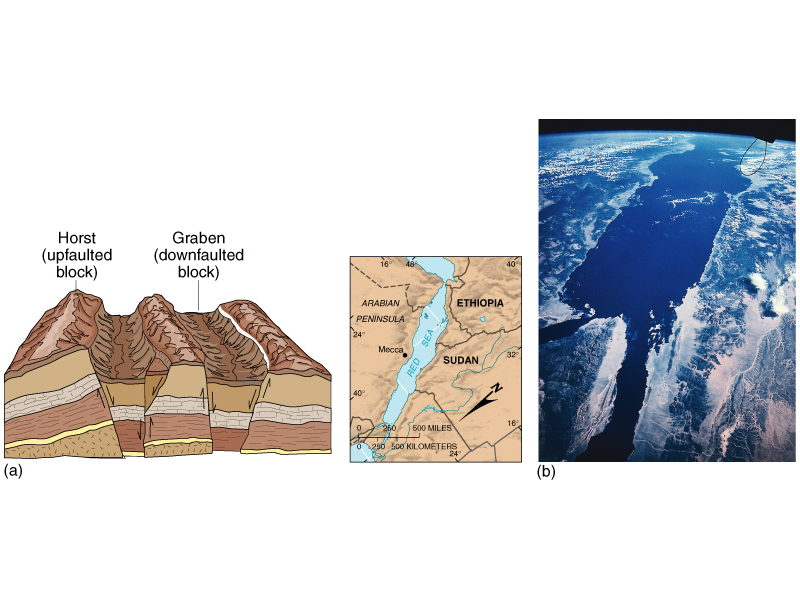 Horst
(upfaulted
block)
Graben
(downfaulted
block)
(a)
16° 48° 40°
ARABIAN
PENINSULA
ETHIOPIA
24°
Mecca
RED SEA
SUDAN
32°
40°
N
0 250 500 MILES
0 250 500 KILOMETERS
16°
24°
(b)